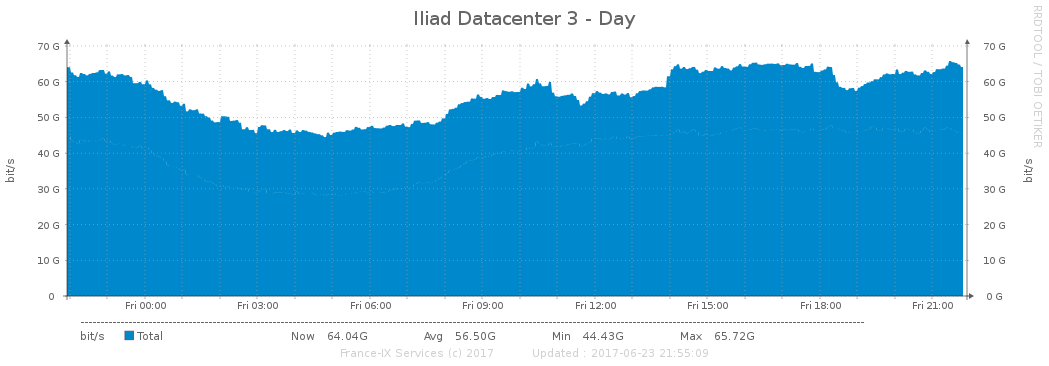 Iliad Datacenter 3 - Day
RRDTOOL / TOBI OETIKER
70 G 70 G
60 G 60 G
50 G 50 G
40 G 40 G
30 G 30 G
20 G 20 G
10 G 10 G
0 0 G
bit/s bit/s
Fri 00:00 Fri 03:00 Fri 06:00 Fri 09:00 Fri 12:00 Fri 15:00 Fri 18:00 Fri 21:00
bit/s Total Now 64.04G Avg 56.50G Min 44.43G Max 65.72G
France-IX Services (c) 2017 Updated : 2017-06-23 21:55:09